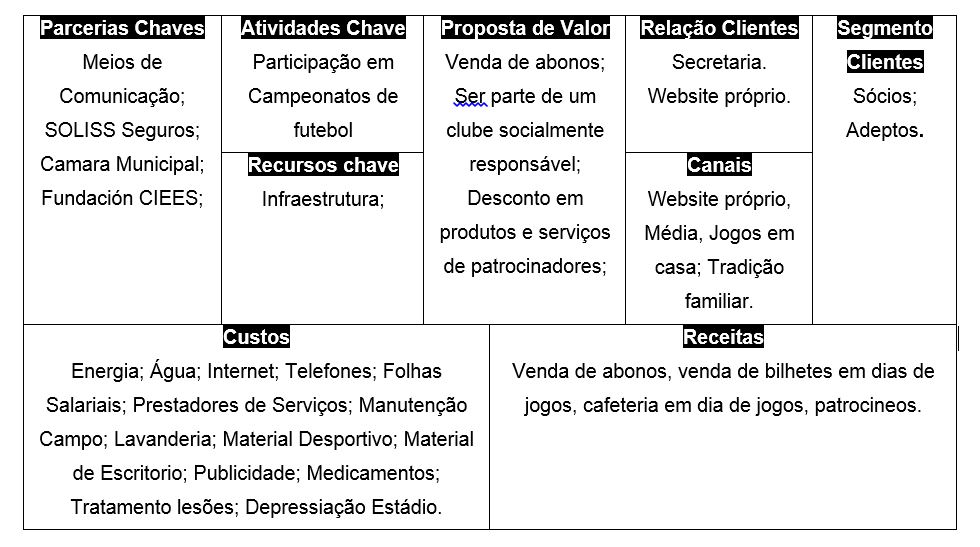 Parcerias Chaves
Meios de
Comunicação;
SOLISS Seguros;
Camara Municipal;
Fundación CIEES;
Atividades Chave
Participação em
Campeonatos de
futebol
Recursos chave
Infraestrutura;
Proposta de Valor
Venda de abonos;
Ser parte de um
clube socialmente
responsável;
Desconto em
produtos e serviços
de patrocinadores;
Relação Clientes
Secretaria.
Website próprio.
Canais
Website próprio,
Média, Jogos em
casa; Tradição
familiar.
Segmento
Clientes
Sócios;
Adeptos.
Custos
Energia; Água; Internet; Telefones; Folhas
Salariais; Prestadores de Serviços; Manutenção
Campo; Lavanderia; Material Desportivo; Material
de Escritorio; Publicidade; Medicamentos;
Tratamento lesões; Depressiação Estádio.
Receitas
Venda de abonos, venda de bilhetes em dias de
jogos, cafeteria em dia de jogos, patrocineos.